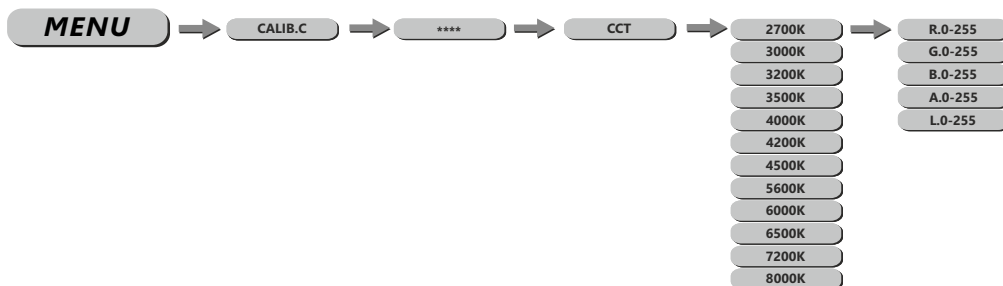 MENU CALIB.C **** CCT 2700K R.0-255
3000K G.0-255
3200K B.0-255
3500K A.0-255
4000K L.0-255
4200K
4500K
5600K
6000K
6500K
7200K
8000K